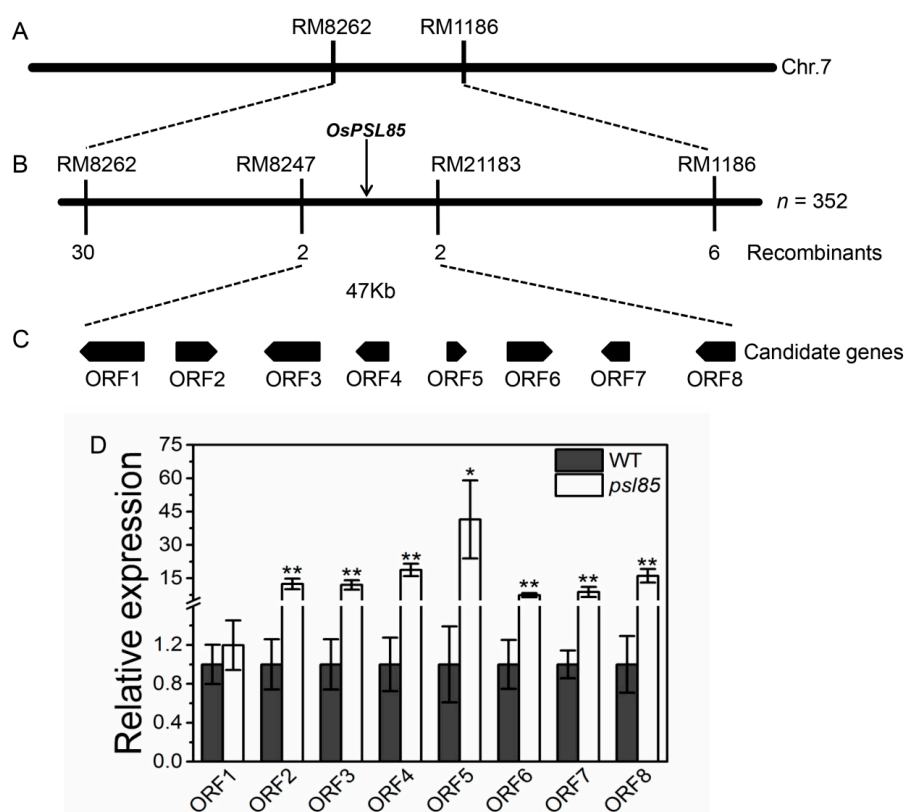 A
RM8262 RM1186
Chr.7
OsPSL85
B
RM8262 RM8247 RM21183 RM1186
n = 352
30 2 2 6 Recombinants
47Kb
C
Candidate genes
ORF1 ORF2 ORF3 ORF4 ORF5 ORF6 ORF7 ORF8
D
Relative expression
75
60
45
30
15
1.2
0.8
0.4
0.0
WT
psl85
** ** ** * ** ** **
ORF1 ORF2 ORF3 ORF4 ORF5 ORF6 ORF7 ORF8